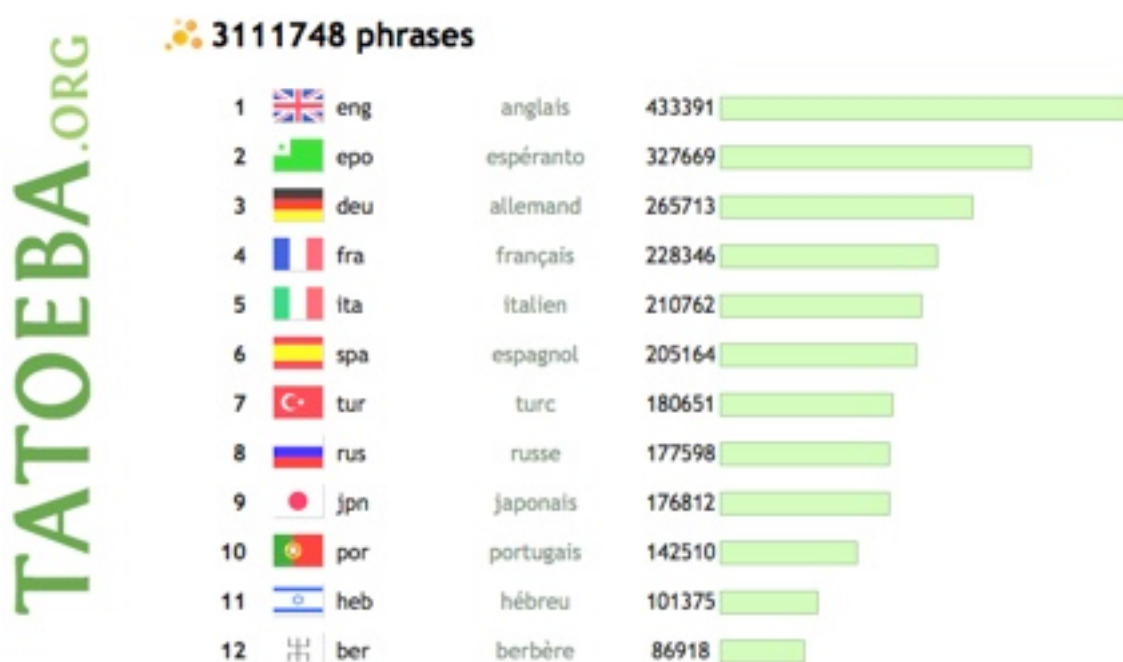 TATOEBA.ORG
3111748 phrases
1 eng anglais 433391
2 epo espéranto 327669
3 deu allemand 265713
4 fra français 228346
5 ita italien 210762
6 spa espagnol 205164
7 tur turc 180651
8 rus russe 177598
9 jpn japonais 176812
10 por portugais 142510
11 heb hébreu 101375
12 ber berbère 86918